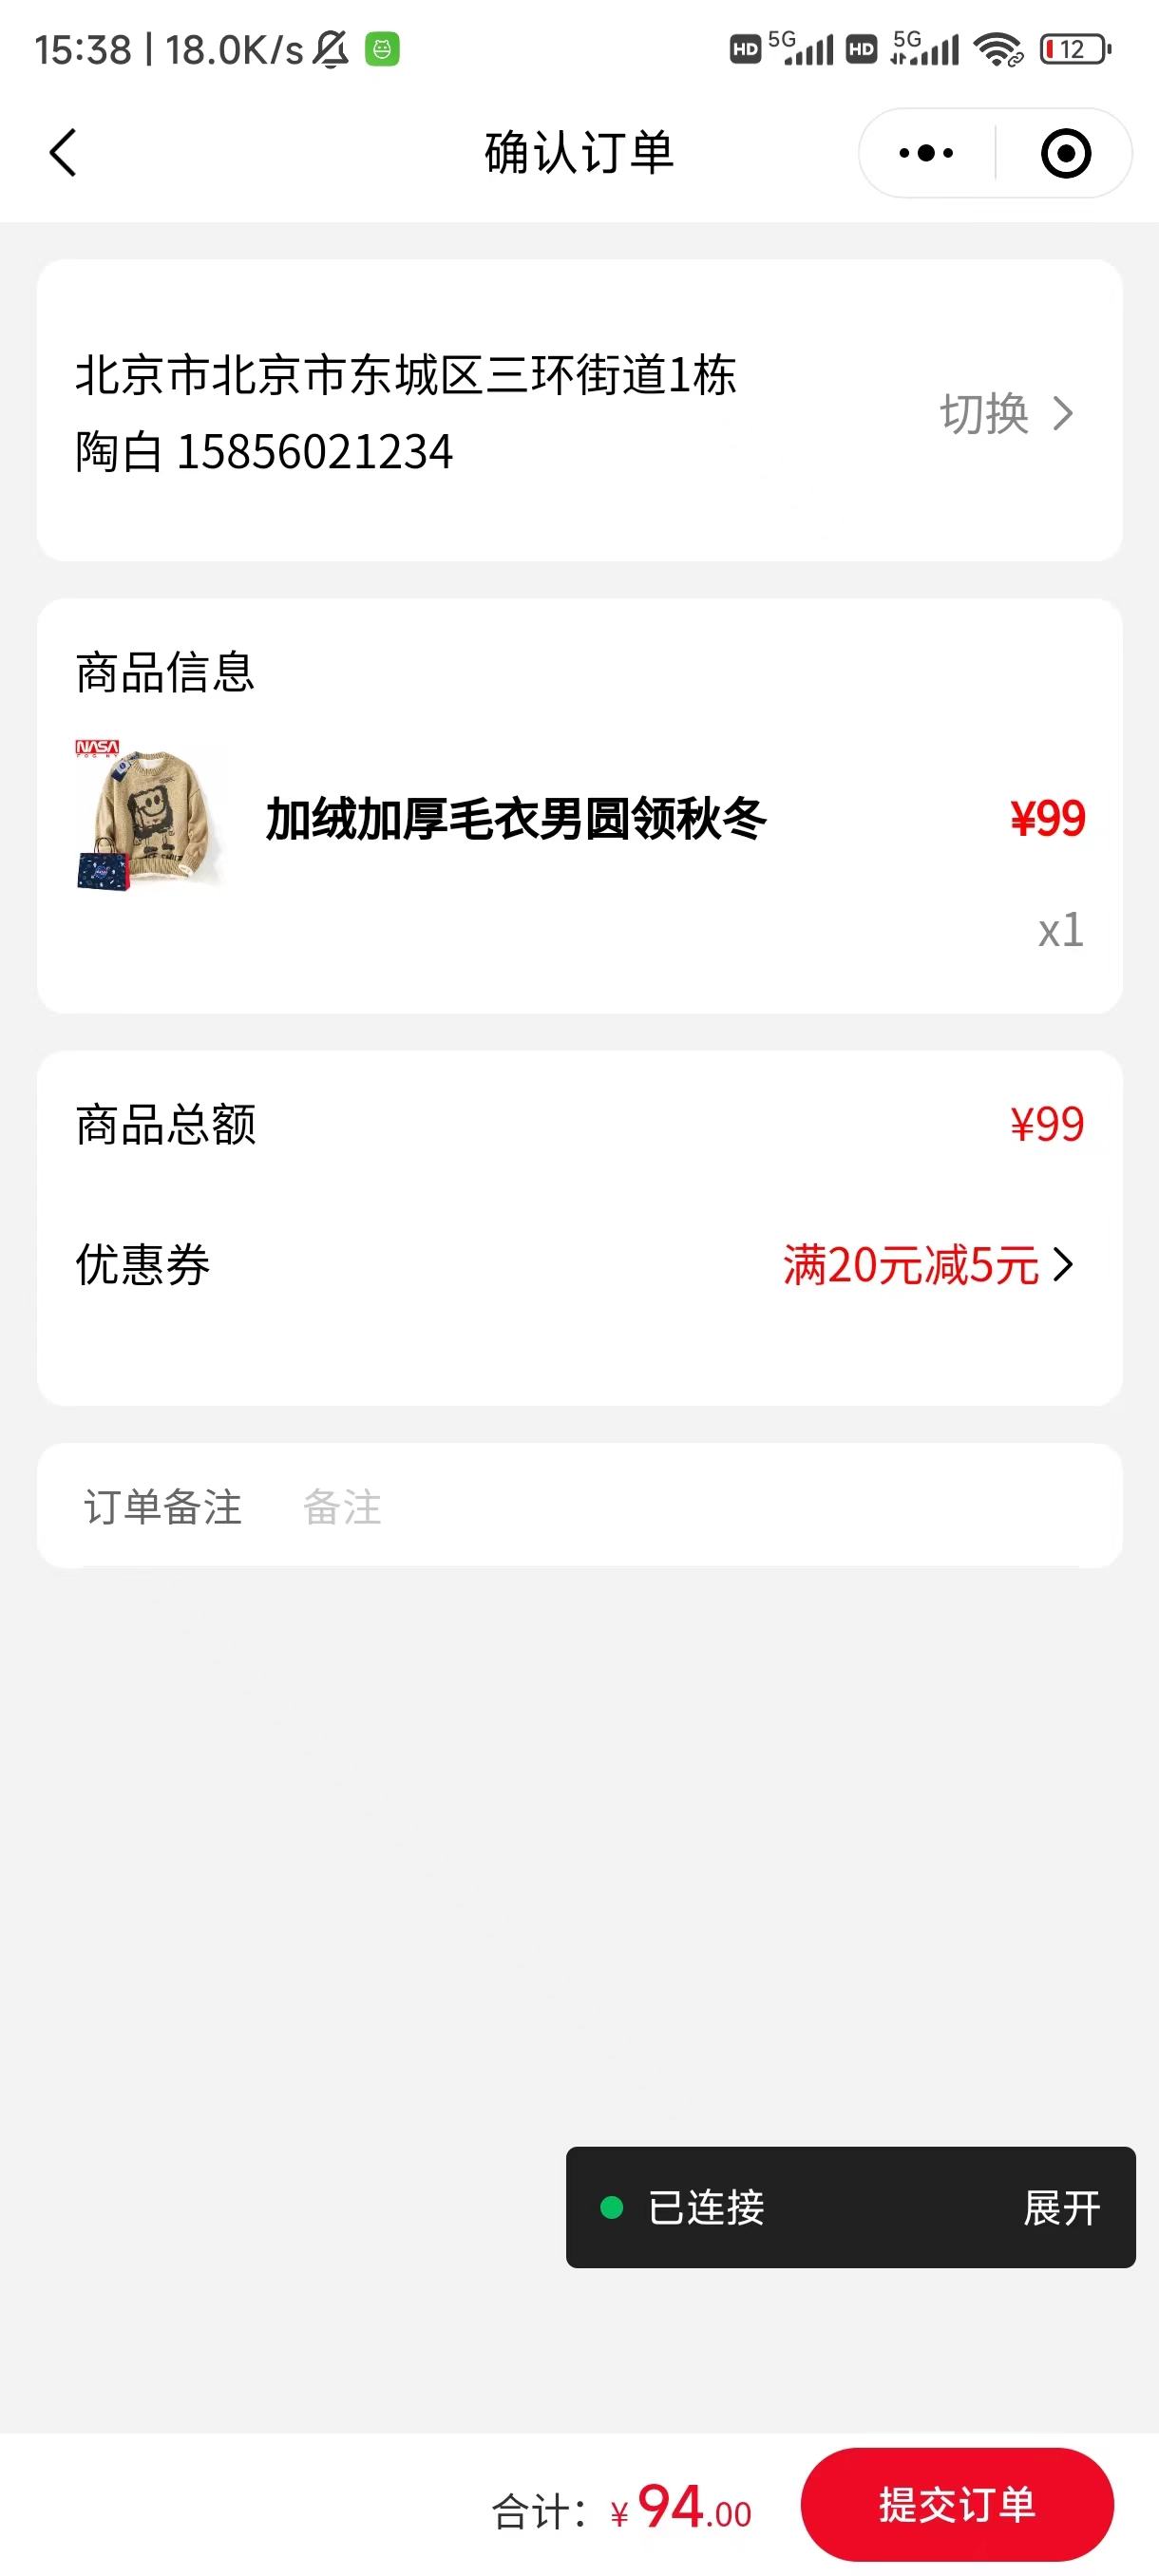 15:38 | 18.0K/s
HD 5G HD 5G 12
确认订单
北京市北京市东城区三环街道1栋
陶白 15856021234
切换
商品信息
NASA
加绒加厚毛衣男圆领秋冬
¥99
x1
商品总额
¥99
优惠券
满20元减5元
订单备注 备注
已连接 展开
合计：¥94.00
提交订单